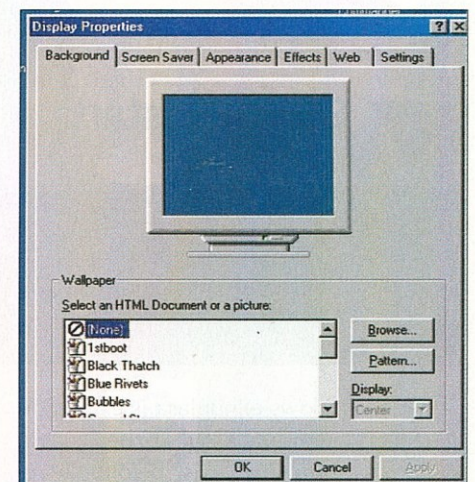 Display Properties
Background Screen Saver Appearance Effects Web Settings
Wallpaper
Select an HTML Document or a picture:
(None)
1stboot
Black Thatch
Blue Rivets
Bubbles
Browse...
Pattern...
Display:
Center
OK Cancel Apply